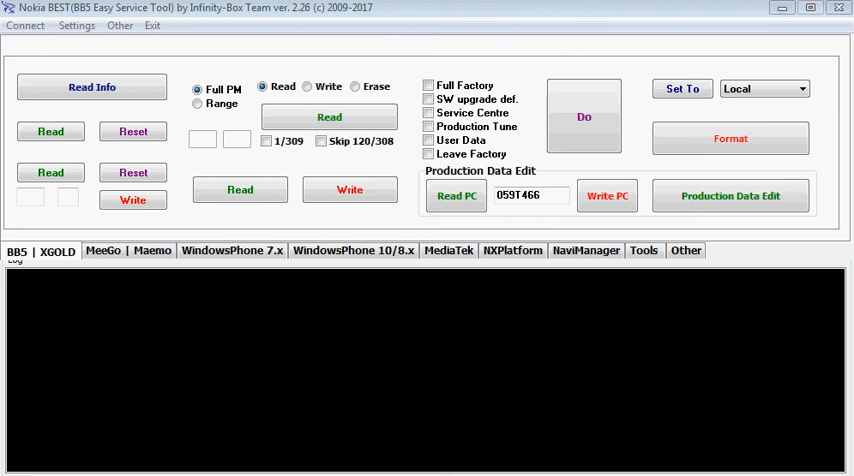 Nokia BEST(BB5 Easy Service Tool) by Infinity-Box Team ver. 2.26 (c) 2009-2017
Connect Settings Other Exit
Read Info
Full PM
Range
Read Write Erase
Read
1/309 Skip 120/308
Read Reset
Read Reset
Write
Read Write
Full Factory
SW upgrade def.
Service Centre
Production Tune
User Data
Leave Factory
Do
Set To Local
Format
Production Data Edit
Read PC 059T466 Write PC Production Data Edit
BB5 | XGOLD MeeGo | Maemo WindowsPhone 7.x WindowsPhone 10/8.x MediaTek NXPlatform NaviManager Tools Other
Log